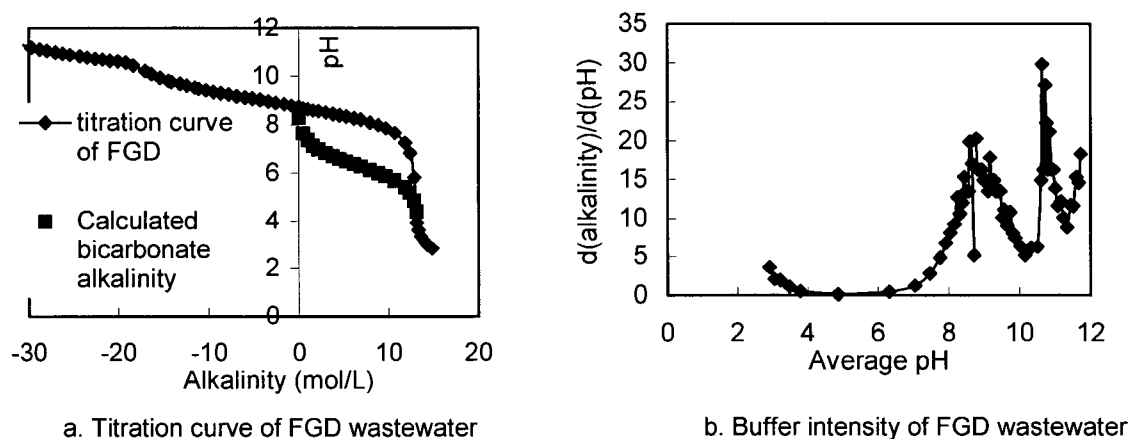 12
pH
10
8
6
4
2
0
titration curve
of FGD
Calculated
bicarbonate
alkalinity
-30 -20 -10 0 10 20
Alkalinity (mol/L)
a. Titration curve of FGD wastewater
d(alkalinity)/d(pH)
35
30
25
20
15
10
5
0
0 2 4 6 8 10 12
Average pH
b. Buffer intensity of FGD wastewater